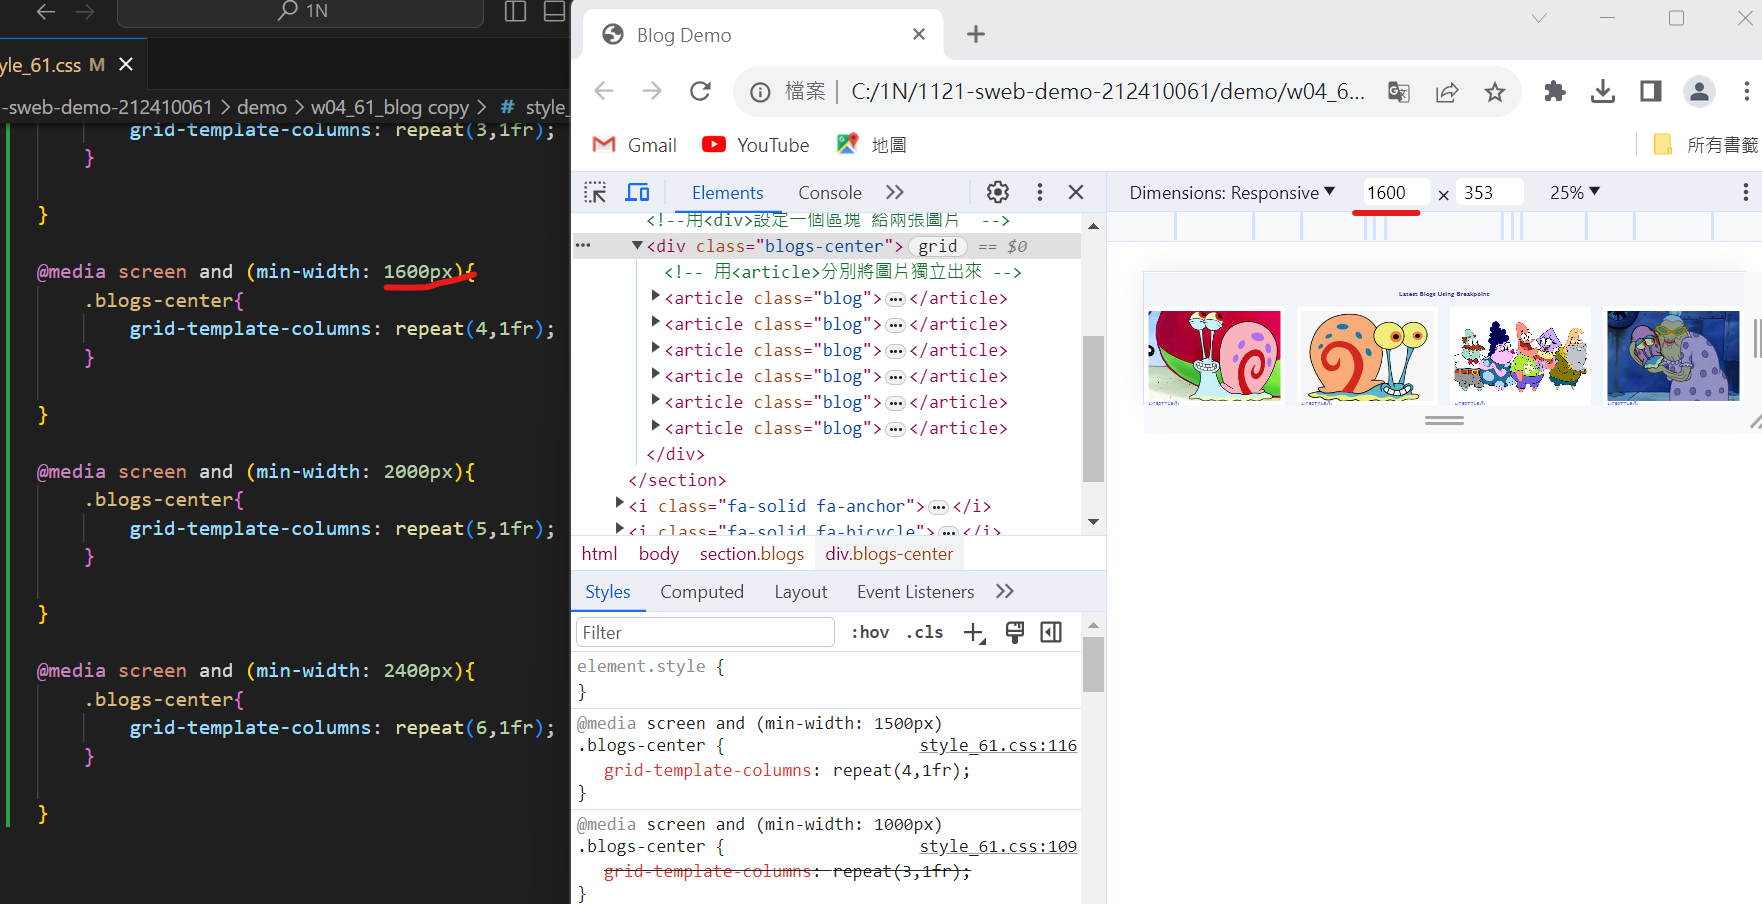 1N
yle_61.css M
-sweb-demo-212410061 > demo > w04_61_blog copy > # style_
grid-template-columns: repeat(3,1fr);
}
}
@media screen and (min-width: 1600px){
.blogs-center{
grid-template-columns: repeat(4,1fr);
}
}
@media screen and (min-width: 2000px){
.blogs-center{
grid-template-columns: repeat(5,1fr);
}
}
@media screen and (min-width: 2400px){
.blogs-center{
grid-template-columns: repeat(6,1fr);
}
}
Blog Demo
檔案 | C:/1N/1121-sweb-demo-212410061/demo/w04_6...
Gmail YouTube 地圖 所有書籤
Elements Console
Dimensions: Responsive 1600 × 353 25%
<!--用<div>設定一個區塊 給兩張圖片 -->
<div class="blogs-center"> grid == $0
<!-- 用<article>分別將圖片獨立出來 -->
<article class="blog"> … </article>
<article class="blog"> … </article>
<article class="blog"> … </article>
<article class="blog"> … </article>
<article class="blog"> … </article>
<article class="blog"> … </article>
</div>
</section>
<i class="fa-solid fa-anchor"> … </i>
<i class="fa-solid fa-bicycle"> … </i>
html body section.blogs div.blogs-center
Styles Computed Layout Event Listeners
Filter :hov .cls
element.style {
}
@media screen and (min-width: 1500px)
.blogs-center { style_61.css:116
grid-template-columns: repeat(4,1fr);
}
@media screen and (min-width: 1000px)
.blogs-center { style_61.css:109
grid-template-columns: repeat(3,1fr);
}
Latest Blogs Using Breakpoint